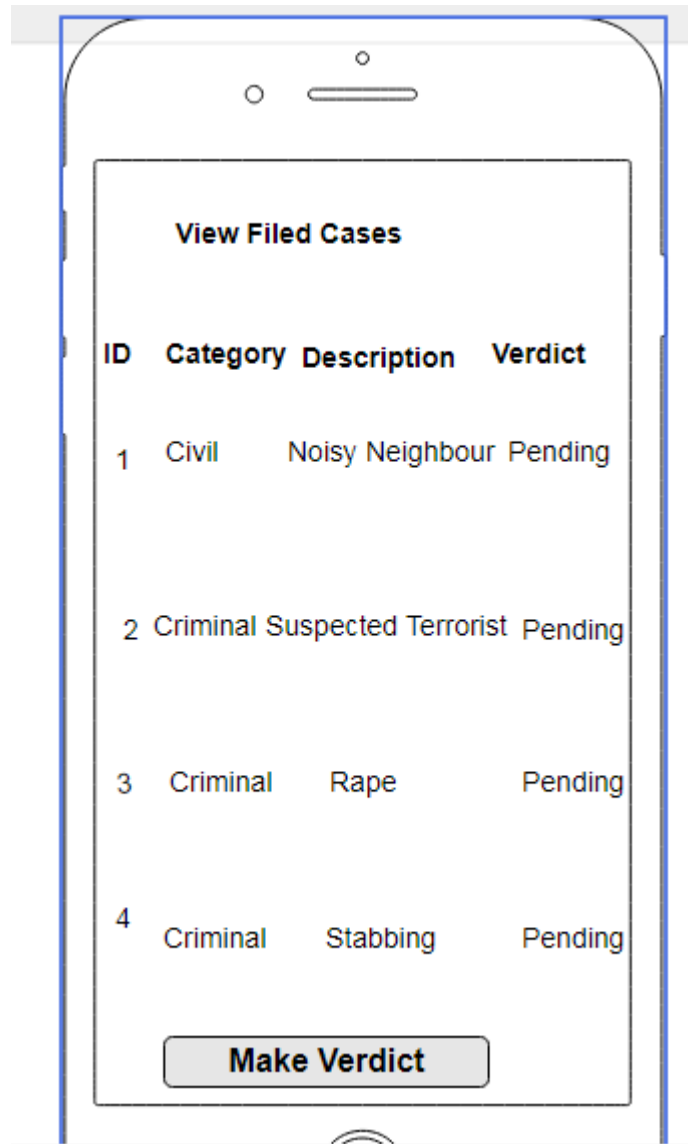 View Filed Cases
ID Category Description Verdict
1 Civil Noisy Neighbour Pending
2 Criminal Suspected Terrorist Pending
3 Criminal Rape Pending
4 Criminal Stabbing Pending
Make Verdict